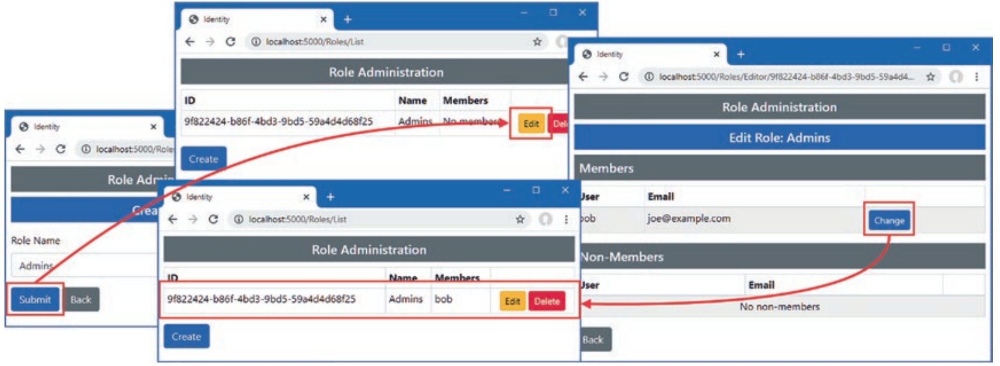 Identity
localhost:5000/Roles/List
Role Administration
ID Name Members
9f822424-b86f-4bd3-9bd5-59a4d4d68f25 Admins No members Edit
Create
Identity
localhost:5000/Role
Role Admin
Crea
Role Name
Admins
Submit Back
Identity
localhost:5000/Roles/List
Role Administration
ID Name Members
9f822424-b86f-4bd3-9bd5-59a4d4d68f25 Admins bob Edit Delete
Create
Identity
localhost:5000/Roles/Editor/9f822424-b86f-4bd3-9bd5-59a4d4...
Role Administration
Edit Role: Admins
Members
User Email
bob joe@example.com Change
Non-Members
User Email
No non-members
Back